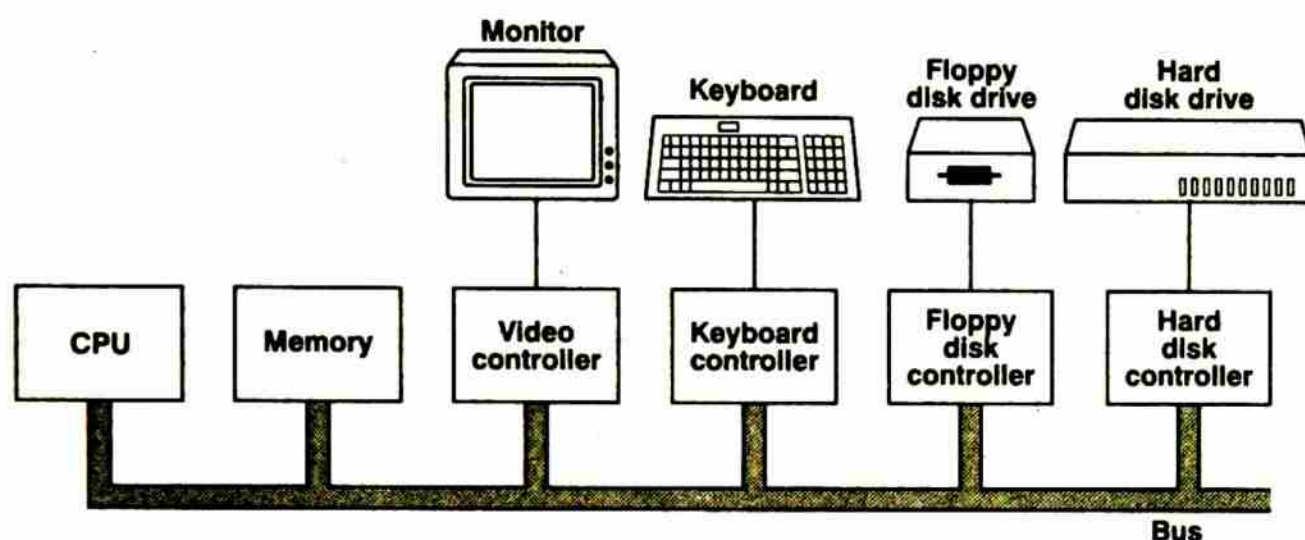 Monitor
Keyboard
Floppy
disk drive
Hard
disk drive
CPU
Memory
Video
controller
Keyboard
controller
Floppy
disk
controller
Hard
disk
controller
Bus